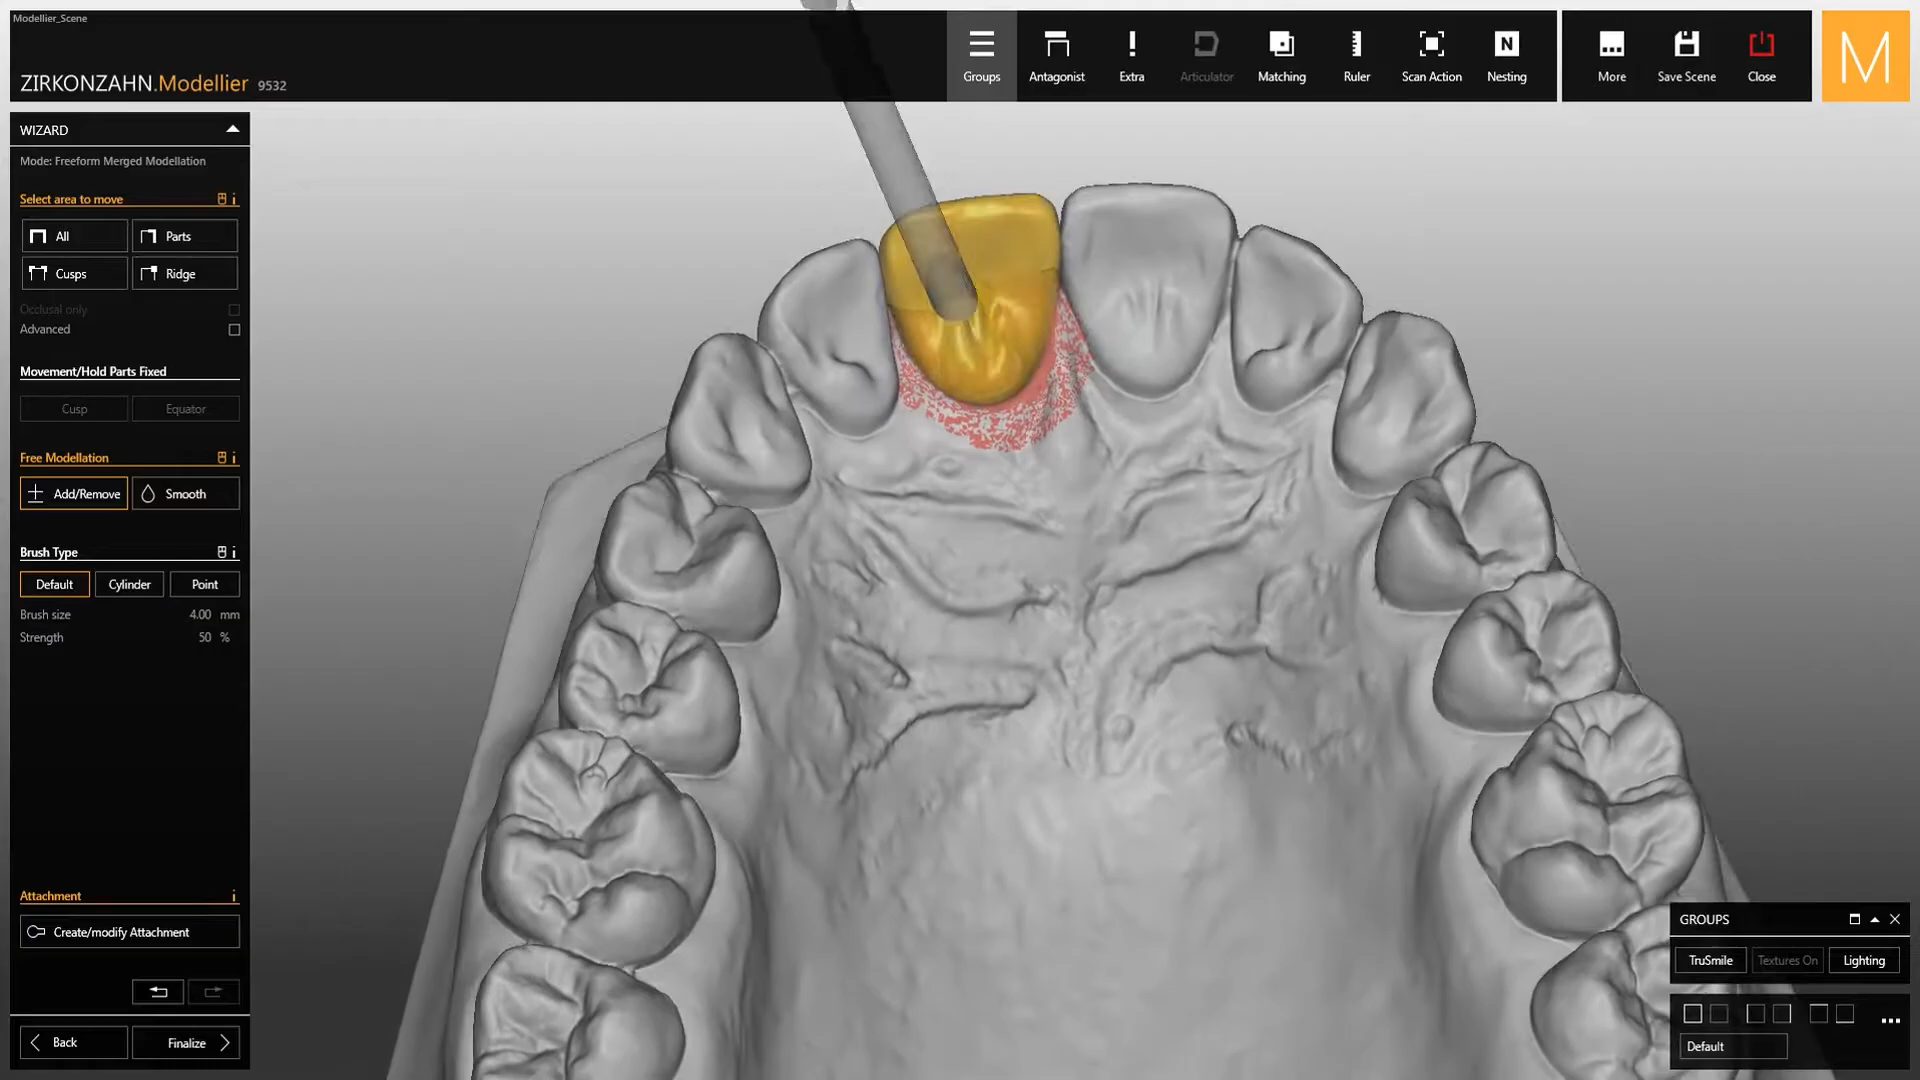 Modellier_Scene
ZIRKONZAHN.Modellier 9532
Groups
Antagonist
Extra
Articulator
Matching
Ruler
Scan Action
N
Nesting
More
Save Scene
Close
M
WIZARD
Mode: Freeform Merged Modellation
Select area to move i
All Parts
Cusps Ridge
Occlusal only
Advanced
Movement/Hold Parts Fixed
Cusp Equator
Free Modellation i
Add/Remove Smooth
Brush Type i
Default Cylinder Point
Brush size 4.00 mm
Strength 50 %
Attachment i
Create/modify Attachment
Back Finalize
GROUPS
TruSmile Textures On Lighting
Default